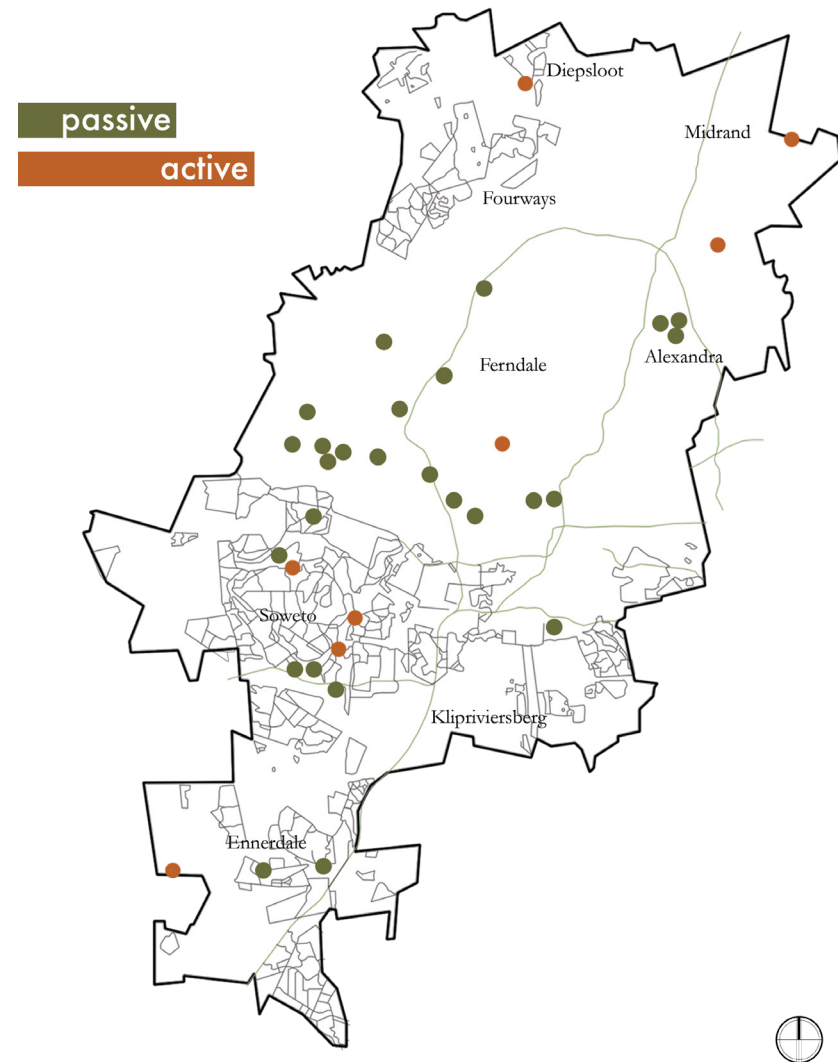 Diepsloot
passive
Midrand
active
Fourways
Ferndale
Alexandra
Soweto
Klipriviersberg
Ennerdale